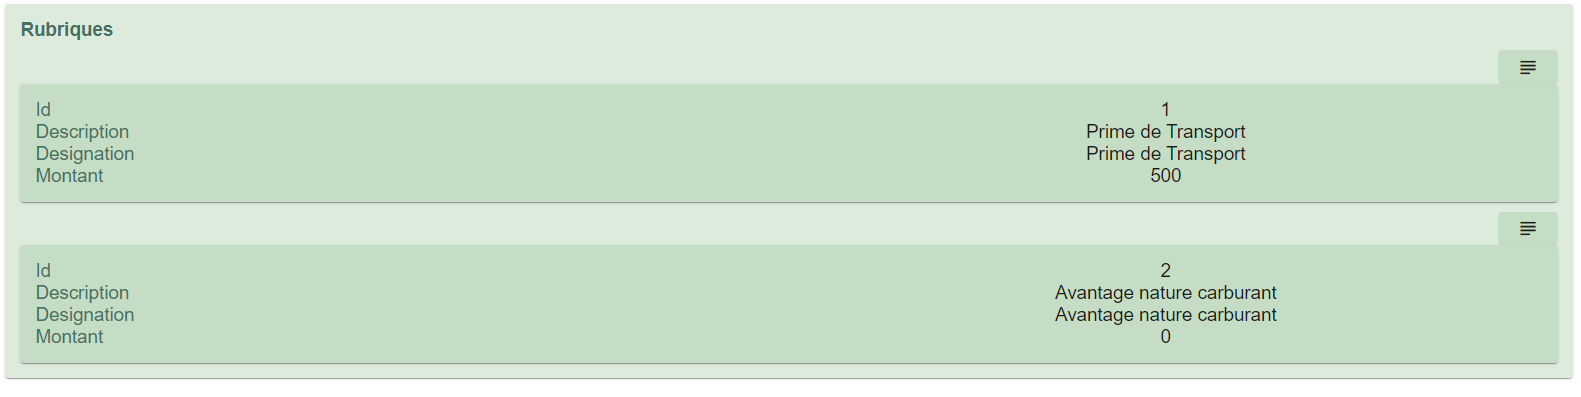 Rubriques
Id 1
Description Prime de Transport
Designation Prime de Transport
Montant 500
Id 2
Description Avantage nature carburant
Designation Avantage nature carburant
Montant 0